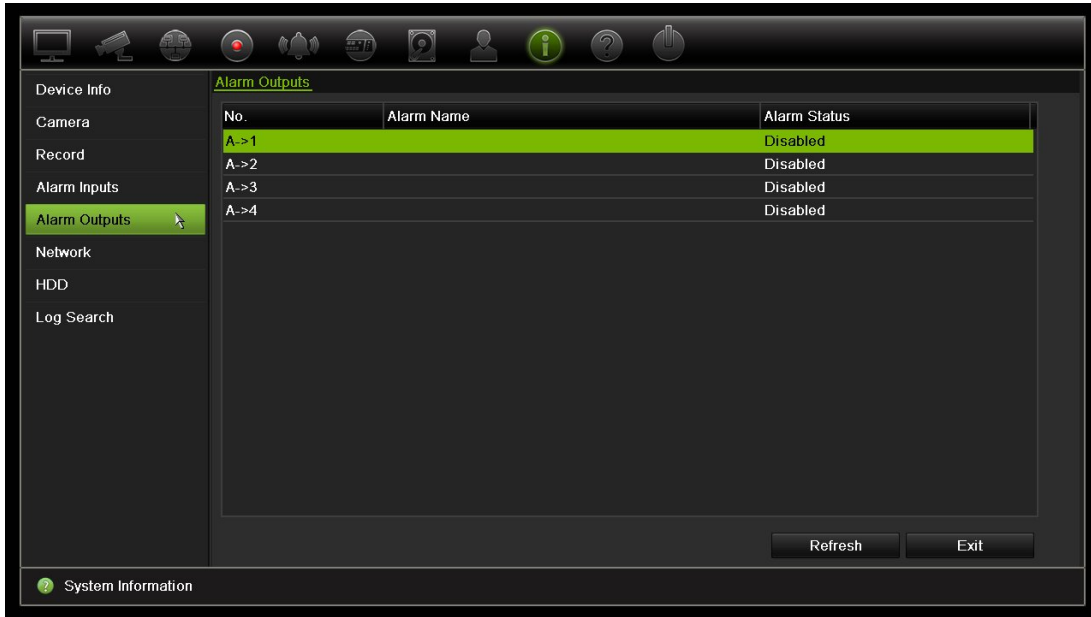 Device Info
Camera
Record
Alarm Inputs
Alarm Outputs
Network
HDD
Log Search
Alarm Outputs
No. Alarm Name Alarm Status
A->1 Disabled
A->2 Disabled
A->3 Disabled
A->4 Disabled
Refresh Exit
System Information